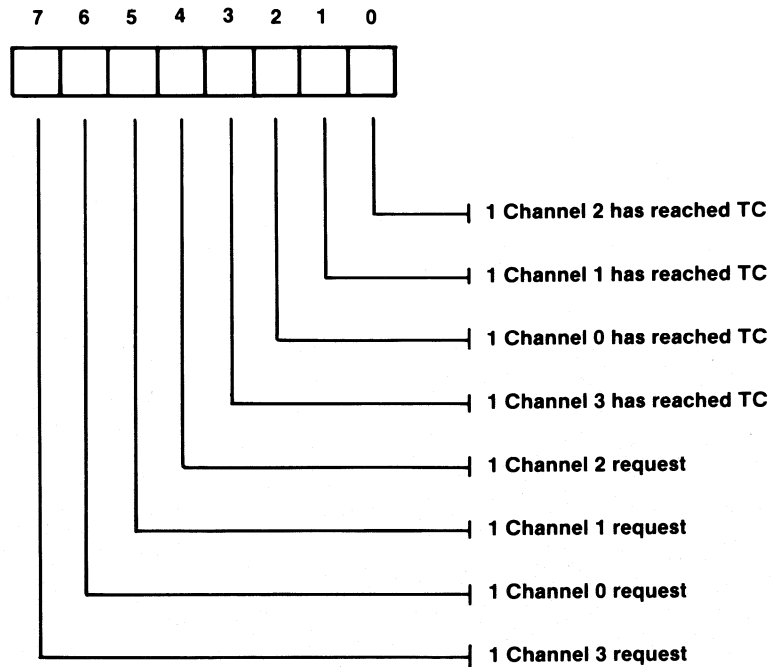 7 6 5 4 3 2 1 0
1 Channel 2 has reached TC
1 Channel 1 has reached TC
1 Channel 0 has reached TC
1 Channel 3 has reached TC
1 Channel 2 request
1 Channel 1 request
1 Channel 0 request
1 Channel 3 request